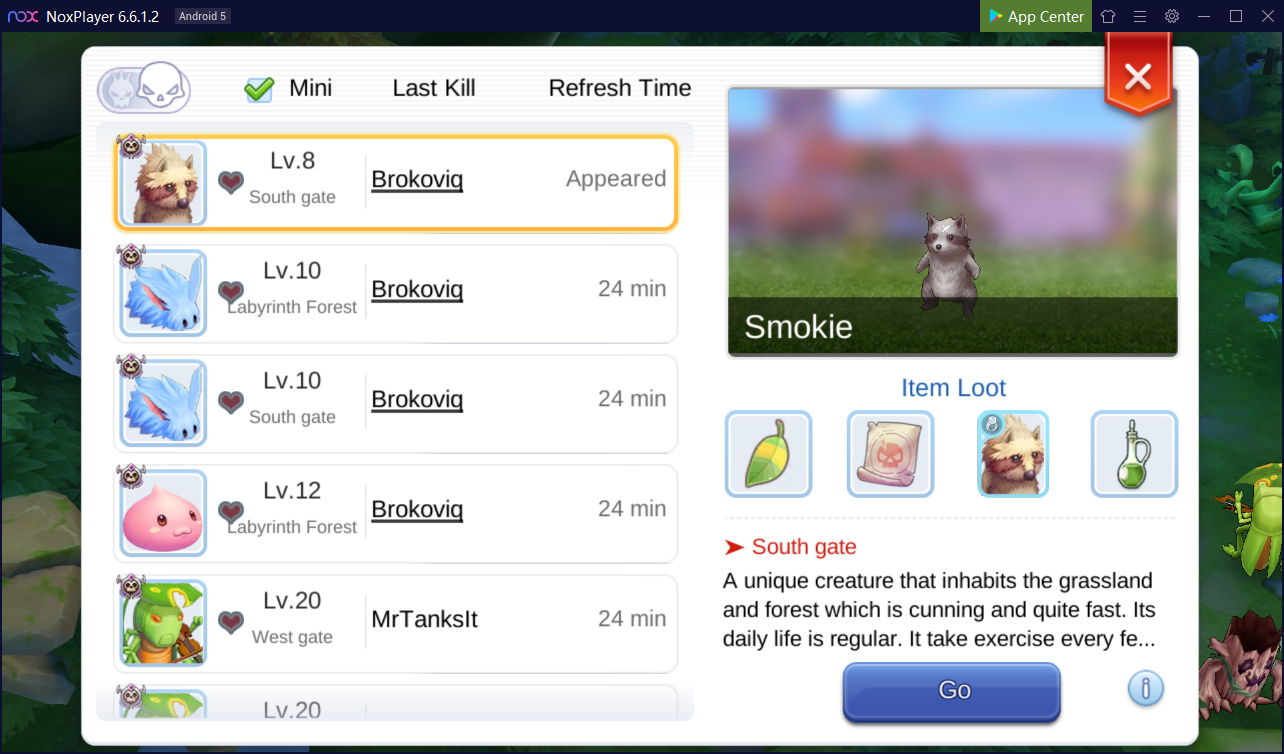 nox NoxPlayer 6.6.1.2 Android 5
App Center
Mini Last Kill Refresh Time
Lv.8
South gate
Brokoviq
Appeared
Lv.10
Labyrinth Forest
Brokoviq
24 min
Lv.10
South gate
Brokoviq
24 min
Lv.12
Labyrinth Forest
Brokoviq
24 min
Lv.20
West gate
MrTanksIt
24 min
Lv.20
Smokie
Item Loot
South gate
A unique creature that inhabits the grassland
and forest which is cunning and quite fast. Its
daily life is regular. It take exercise every fe...
Go